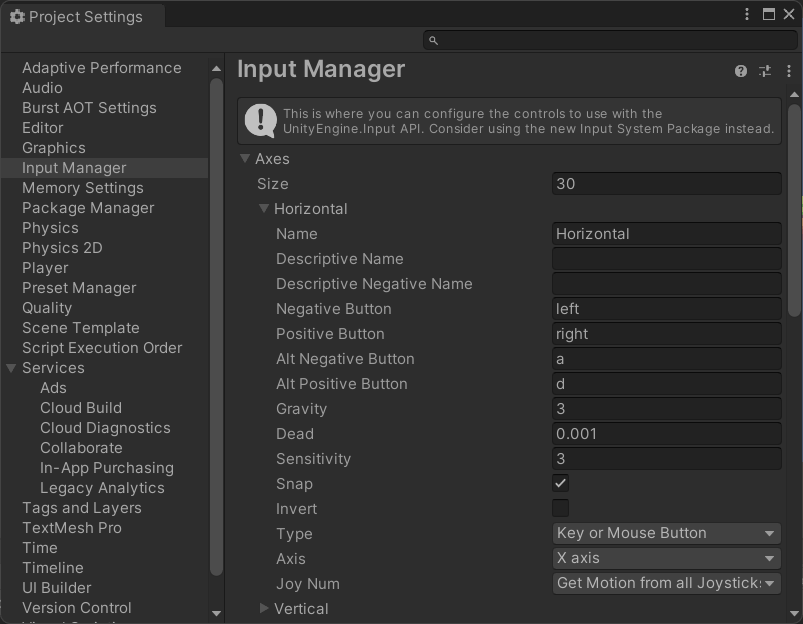 Project Settings
Adaptive Performance
Audio
Burst AOT Settings
Editor
Graphics
Input Manager
Memory Settings
Package Manager
Physics
Physics 2D
Player
Preset Manager
Quality
Scene Template
Script Execution Order
Services
Ads
Cloud Build
Cloud Diagnostics
Collaborate
In-App Purchasing
Legacy Analytics
Tags and Layers
TextMesh Pro
Time
Timeline
UI Builder
Version Control
Input Manager
This is where you can configure the controls to use with the
UnityEngine.Input API. Consider using the new Input System Package instead.
Axes
Size 30
Horizontal
Name Horizontal
Descriptive Name
Descriptive Negative Name
Negative Button left
Positive Button right
Alt Negative Button a
Alt Positive Button d
Gravity 3
Dead 0.001
Sensitivity 3
Snap
Invert
Type Key or Mouse Button
Axis X axis
Joy Num Get Motion from all Joysticks
Vertical